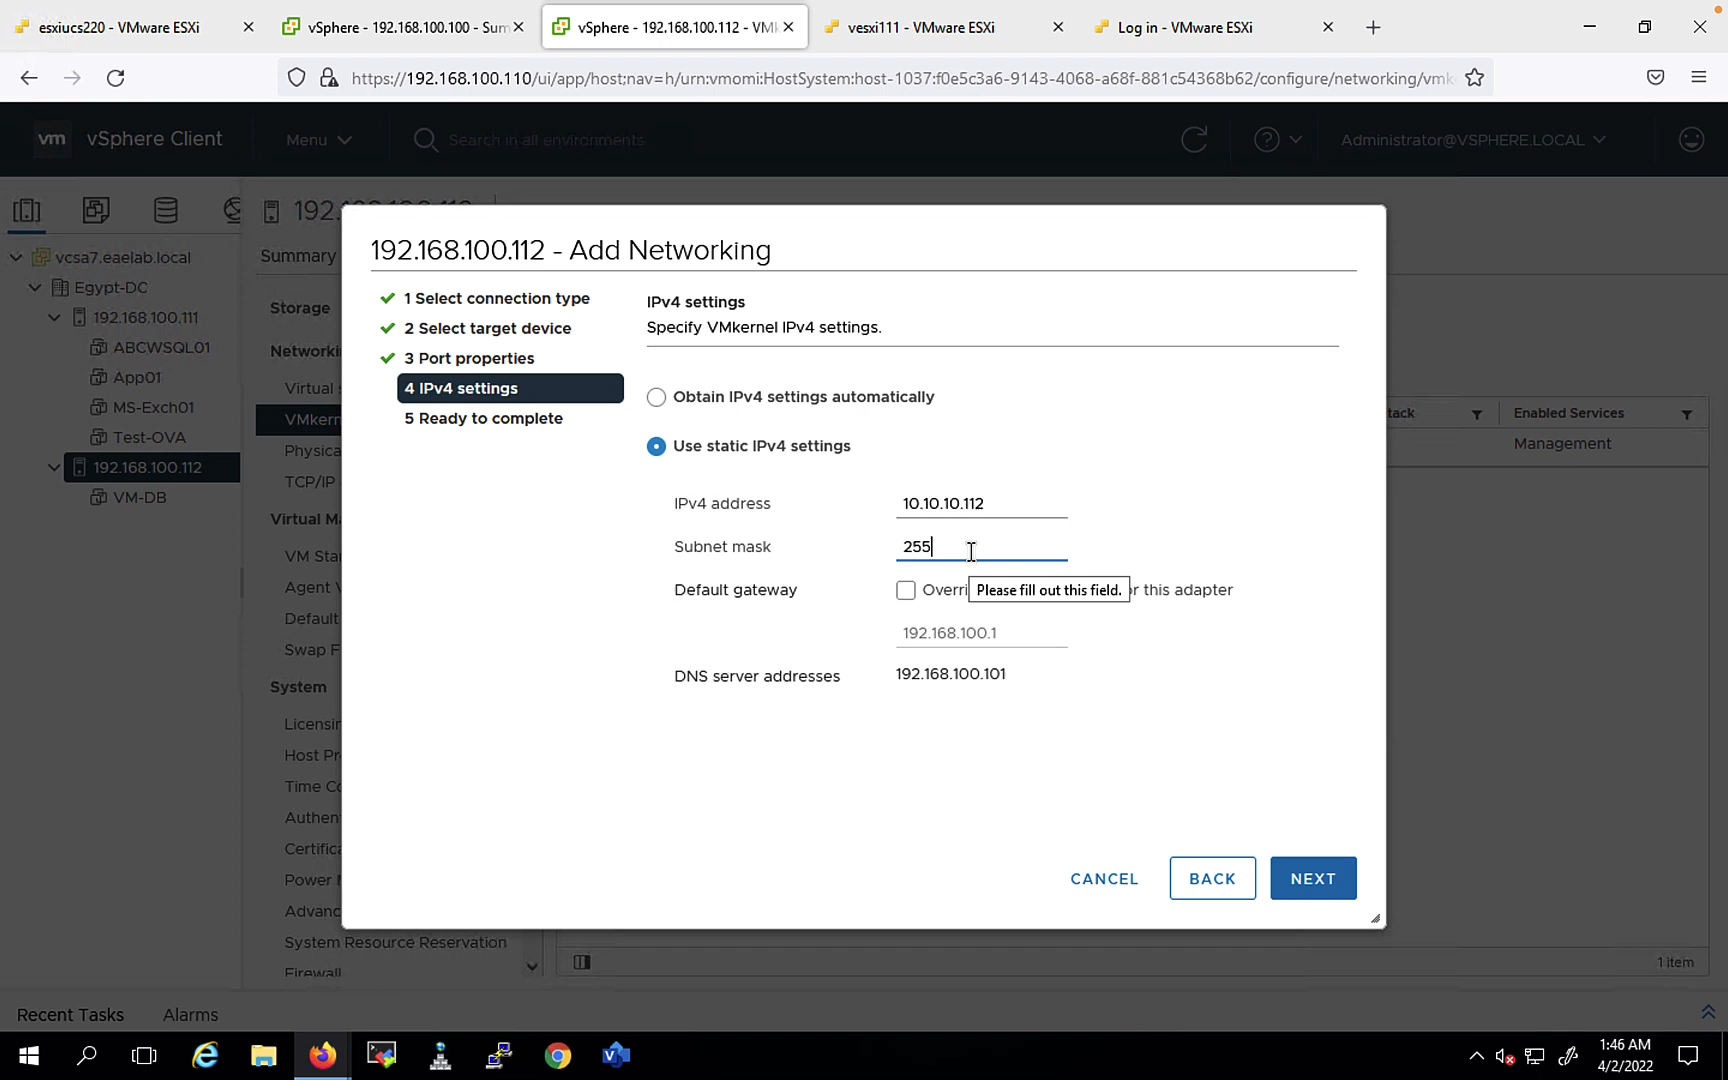 esxiucs220 - VMware ESXi
vSphere - 192.168.100.100 - Sum
vSphere - 192.168.100.112 - VMk
vesxi111 - VMware ESXi
Log in - VMware ESXi
https://192.168.100.110/ui/app/host;nav=h/urn:vmomi:HostSystem:host-1037:f0e5c3a6-9143-4068-a68f-881c54368b62/configure/networking/vmk
vm vSphere Client
Menu
Search in all environments
Administrator@VSPHERE.LOCAL
vcsa7.eaelab.local
Egypt-DC
192.168.100.111
ABCWSQL01
App01
MS-Exch01
Test-OVA
192.168.100.112
VM-DB
Summary
Storage
Networkin
Virtual s
VMkern
Physica
TCP/IP
Virtual Ma
VM Star
Agent V
Default
Swap F
System
Licensin
Host Pr
Time Co
Authen
Certifica
Power M
Advanc
System Resource Reservation
Firewall
192.168.100.112 - Add Networking
1 Select connection type
2 Select target device
3 Port properties
4 IPv4 settings
5 Ready to complete
IPv4 settings
Specify VMkernel IPv4 settings.
Obtain IPv4 settings automatically
Use static IPv4 settings
IPv4 address 10.10.10.112
Subnet mask 255
Default gateway Overri Please fill out this field. or this adapter
192.168.100.1
DNS server addresses 192.168.100.101
CANCEL BACK NEXT
tack Enabled Services
Management
1 item
Recent Tasks Alarms
1:46 AM
4/2/2022